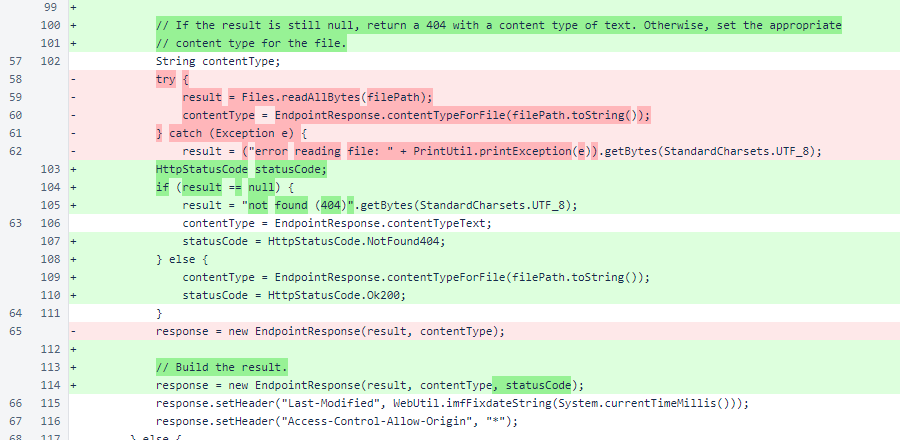 99 +
100 + // If the result is still null, return a 404 with a content type of text. Otherwise, set the appropriate
101 + // content type for the file.
57 102 String contentType;
58 - try {
59 - result = Files.readAllBytes(filePath);
60 - contentType = EndpointResponse.contentTypeForFile(filePath.toString());
61 - } catch (Exception e) {
62 - result = ("error reading file: " + PrintUtil.printException(e)).getBytes(StandardCharsets.UTF_8);
103 + HttpStatusCode statusCode;
104 + if (result == null) {
105 + result = "not found (404)".getBytes(StandardCharsets.UTF_8);
63 106 contentType = EndpointResponse.contentTypeText;
107 + statusCode = HttpStatusCode.NotFound404;
108 + } else {
109 + contentType = EndpointResponse.contentTypeForFile(filePath.toString());
110 + statusCode = HttpStatusCode.Ok200;
64 111 }
65 - response = new EndpointResponse(result, contentType);
112 +
113 + // Build the result.
114 + response = new EndpointResponse(result, contentType, statusCode);
66 115 response.setHeader("Last-Modified", WebUtil.imfFixdateString(System.currentTimeMillis()));
67 116 response.setHeader("Access-Control-Allow-Origin", "*");
68 117 } else {